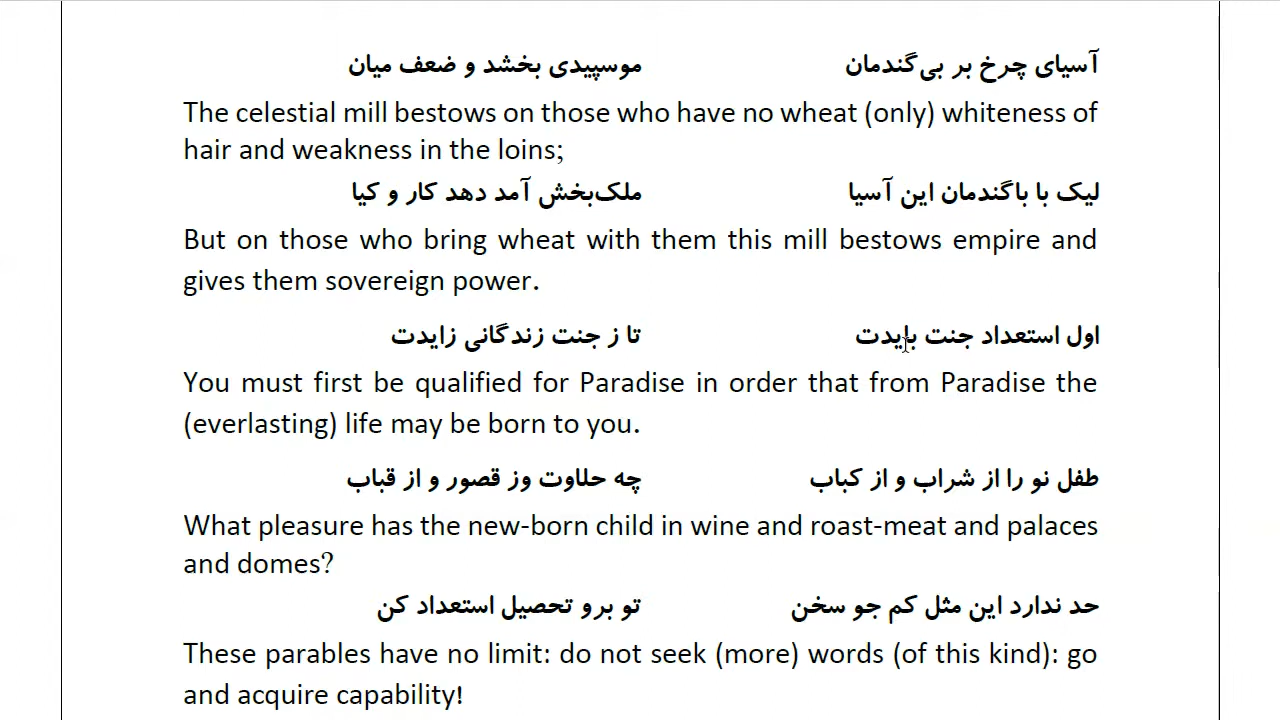 آسیای چرخ بر بی‌گندمان موسپیدی بخشد و ضعف میان
The celestial mill bestows on those who have no wheat (only) whiteness of
hair and weakness in the loins;
لیک با باگندمان این آسیا ملک‌بخش آمد دهد کار و کیا
But on those who bring wheat with them this mill bestows empire and
gives them sovereign power.
اول استعداد جنت بایدت تا ز جنت زندگانی زایدت
You must first be qualified for Paradise in order that from Paradise the
(everlasting) life may be born to you.
طفل نو را از شراب و از کباب چه حلاوت وز قصور و از قباب
What pleasure has the new-born child in wine and roast-meat and palaces
and domes?
حد ندارد این مثل کم جو سخن تو برو تحصیل استعداد کن
These parables have no limit: do not seek (more) words (of this kind): go
and acquire capability!